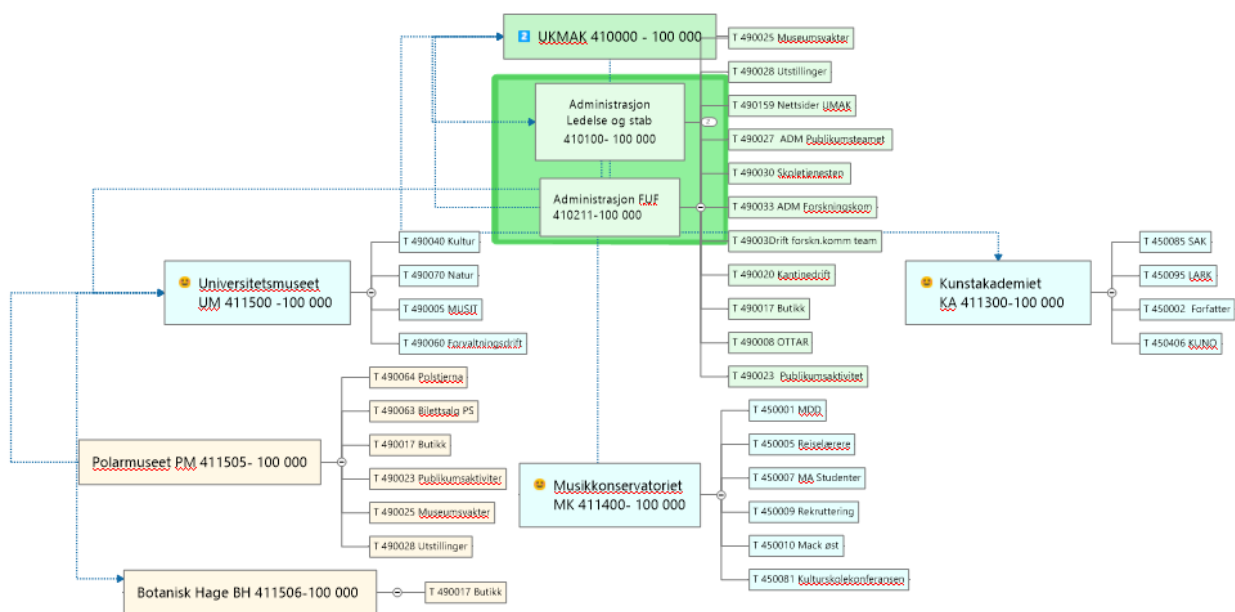 2 UKMAK 410000 - 100 000
Administrasjon
Ledelse og stab
410100- 100 000
Administrasjon FUF
410211-100 000
T 490025 Museumsvakter
T 490028 Utstillinger
T 490159 Nettsider UMAK
T 490027 ADM Publikumsteamet
T 490030 Skoletjenesten
T 490033 ADM Forskningskom
T 49003Drift forskn.komm team
T 490020 Kantinedrift
T 490017 Butikk
T 490008 OTTAR
T 490023 Publikumsaktivitet
Universitetsmuseet
UM 411500 -100 000
T 490040 Kultur
T 490070 Natur
T 490005 MUSIT
T 490060 Forvaltningsdrift
Kunstakademiet
KA 411300-100 000
T 450085 SAK
T 450095 LARK
T 450002 Forfatter
T 450406 KUNO
Polarmuseet PM 411505- 100 000
T 490064 Polstjerna
T 490063 Bilettsalg PS
T 490017 Butikk
T 490023 Publikumsaktiviter
T 490025 Museumsvakter
T 490028 Utstillinger
Musikkonservatoriet
MK 411400- 100 000
T 450001 MDD
T 450005 Reiselærere
T 450007 MA Studenter
T 450009 Rekruttering
T 450010 Mack øst
T 450081 Kulturskolekonferansen
Botanisk Hage BH 411506-100 000
T 490017 Butikk